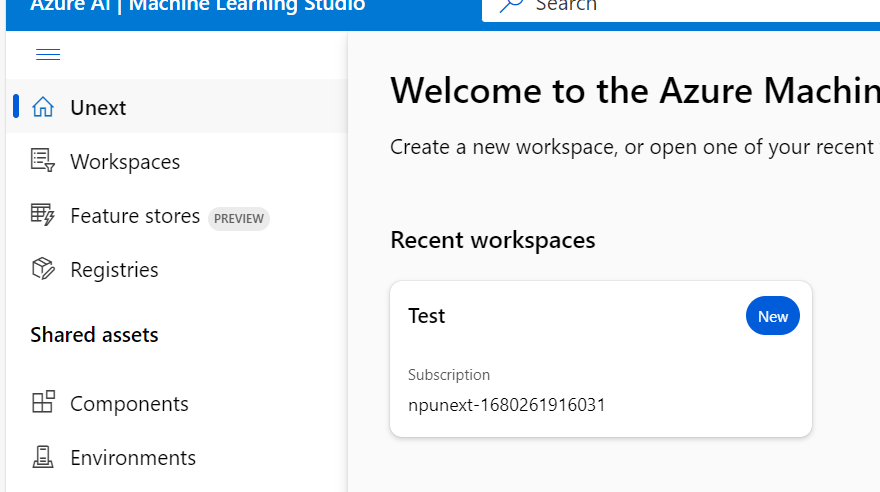 Azure AI | Machine Learning Studio
Search
Unext
Workspaces
Feature stores PREVIEW
Registries
Shared assets
Components
Environments
Welcome to the Azure Machin
Create a new workspace, or open one of your recent
Recent workspaces
Test
New
Subscription
npunext-1680261916031